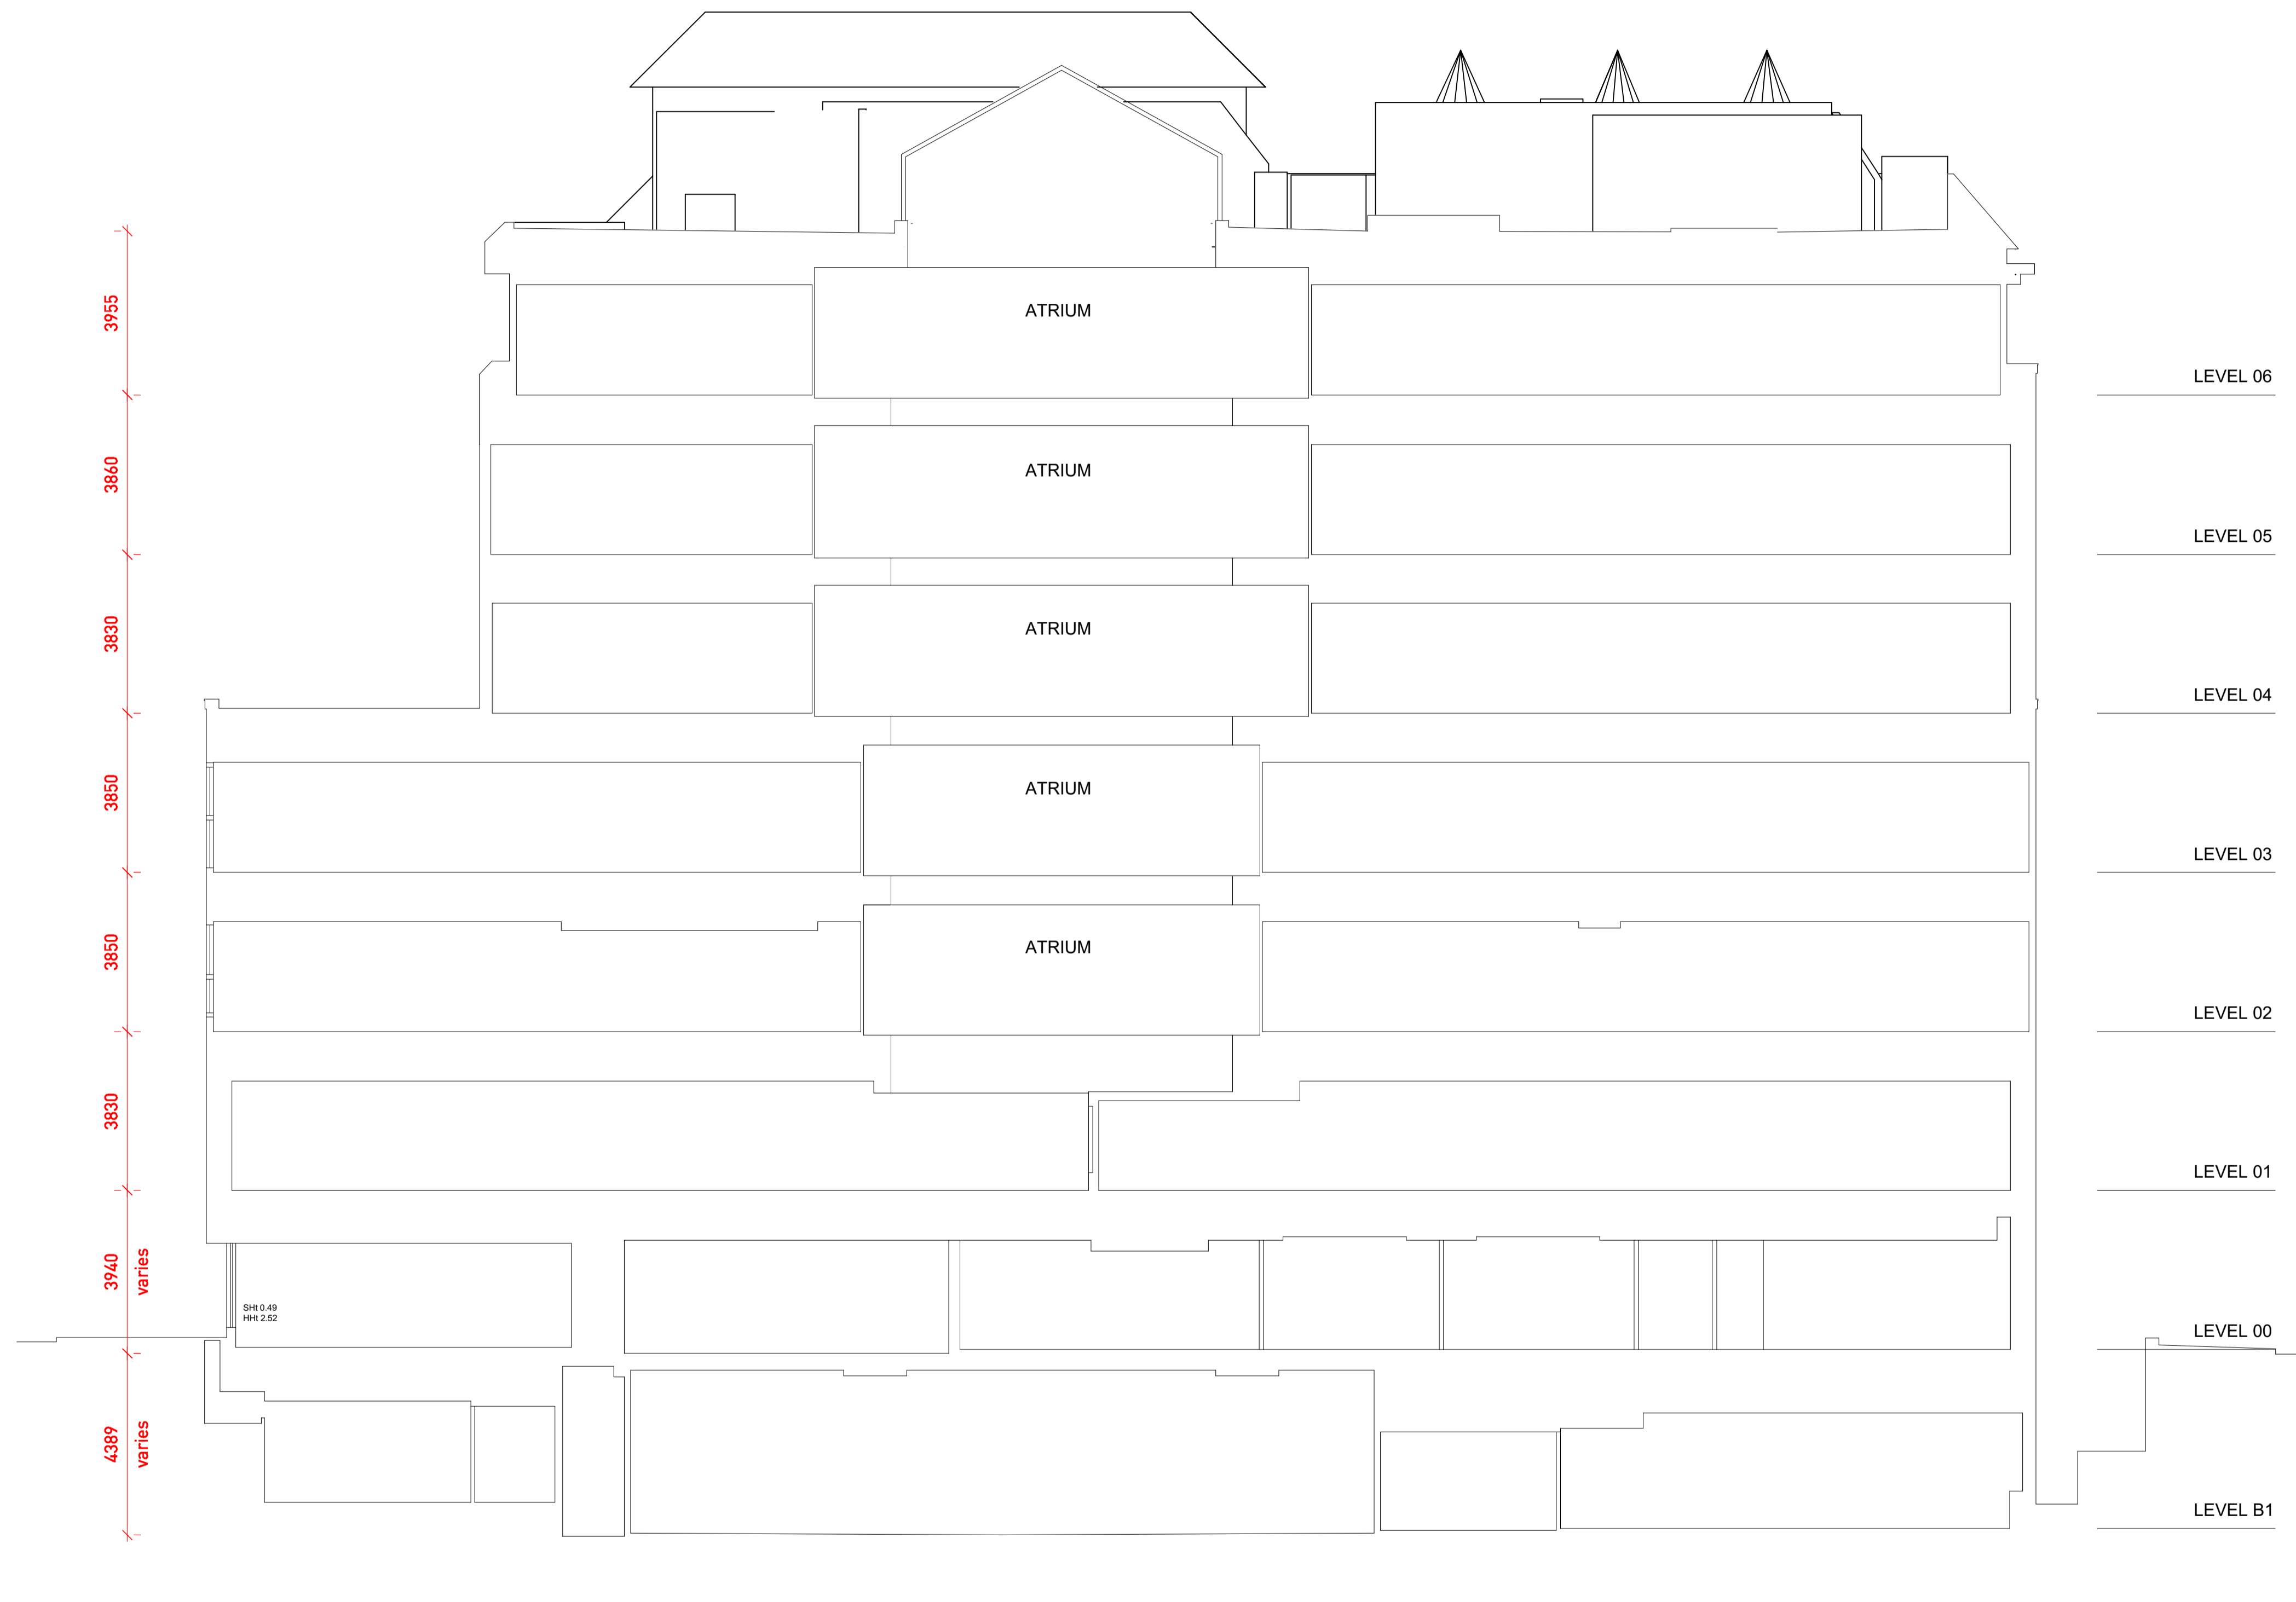 3955
ATRIUM
LEVEL 06
3860
ATRIUM
LEVEL 05
3830
ATRIUM
LEVEL 04
3850
ATRIUM
LEVEL 03
3850
ATRIUM
LEVEL 02
3830
LEVEL 01
3940
varies
SHt 0.49
HHt 2.52
LEVEL 00
4389
varies
LEVEL B1